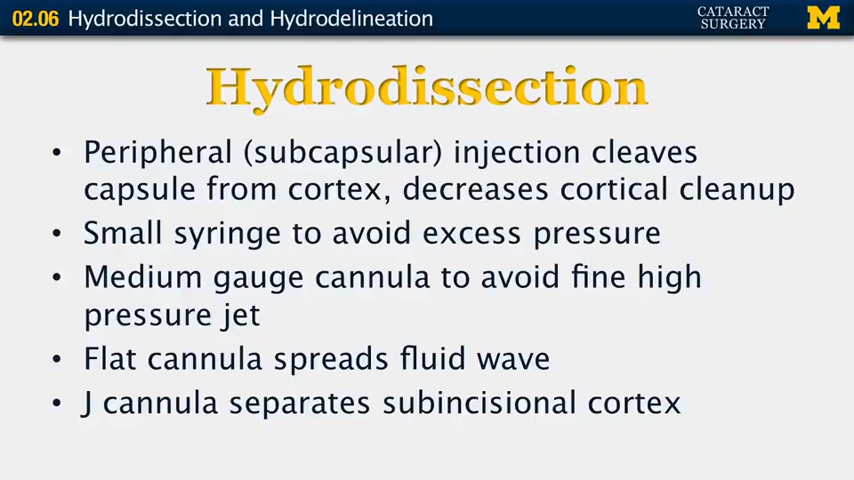 02.06 Hydrodissection and Hydrodelineation
CATARACT
SURGERY
M
Hydrodissection
• Peripheral (subcapsular) injection cleaves
capsule from cortex, decreases cortical cleanup
• Small syringe to avoid excess pressure
• Medium gauge cannula to avoid fine high
pressure jet
• Flat cannula spreads fluid wave
• J cannula separates subincisional cortex